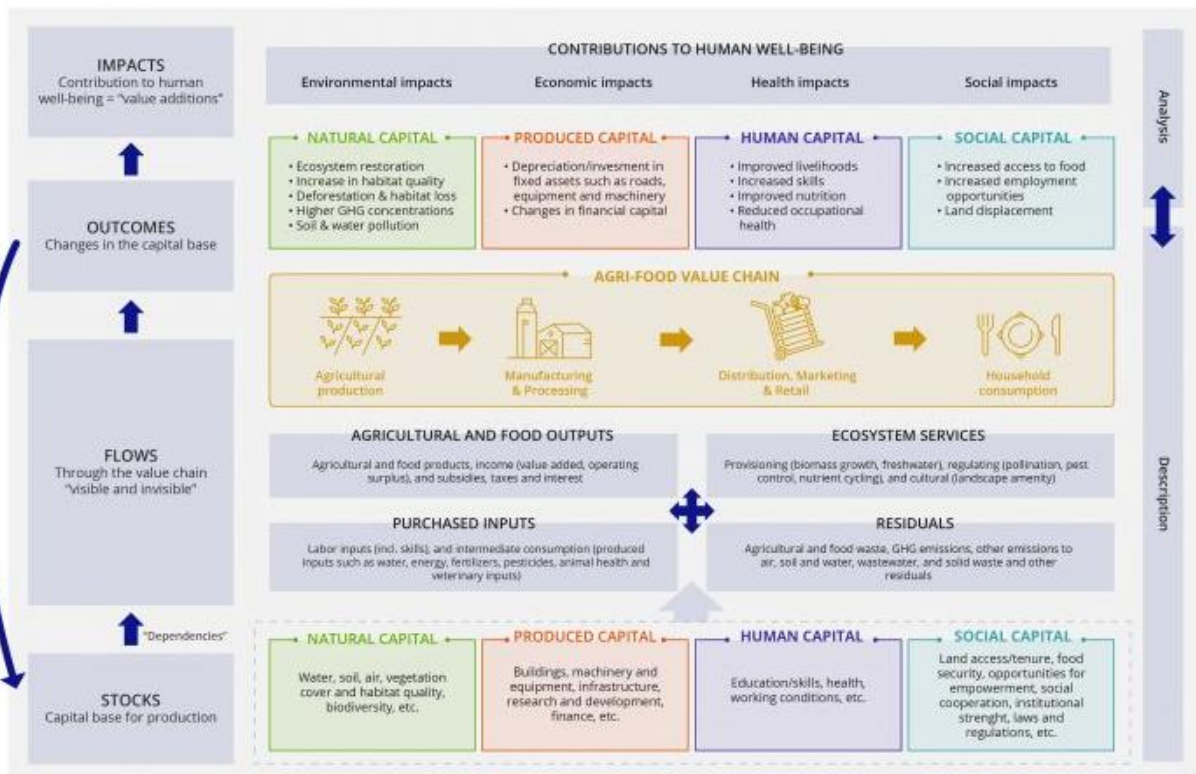 IMPACTS
Contribution to human
well-being = "value additions"
OUTCOMES
Changes in the capital base
FLOWS
Through the value chain
"visible and invisible"
"Dependencies"
STOCKS
Capital base for production
CONTRIBUTIONS TO HUMAN WELL-BEING
Environmental impacts
Economic impacts
Health impacts
Social impacts
NATURAL CAPITAL
• Ecosystem restoration
• Increase in habitat quality
• Deforestation & habitat loss
• Higher GHG concentrations
• Soil & water pollution
PRODUCED CAPITAL
• Depreciation/invesment in
fixed assets such as roads,
equipment and machinery
• Changes in financial capital
HUMAN CAPITAL
• Improved livelihoods
• Increased skills
• Improved nutrition
• Reduced occupational
health
SOCIAL CAPITAL
• Increased access to food
• Increased employment
opportunities
• Land displacement
AGRI-FOOD VALUE CHAIN
Agricultural
production
Manufacturing
& Processing
Distribution, Marketing
& Retail
Household
consumption
AGRICULTURAL AND FOOD OUTPUTS
Agricultural and food products, income (value added, operating
surplus), and subsidies, taxes and interest
ECOSYSTEM SERVICES
Provisioning (biomass growth, freshwater), regulating (pollination, pest
control, nutrient cycling), and cultural (landscape amenity)
PURCHASED INPUTS
Labor inputs (incl. skills), and intermediate consumption (produced
inputs such as water, energy, fertilizers, pesticides, animal health and
veterinary inputs)
RESIDUALS
Agricultural and food waste, GHG emissions, other emissions to
air, soil and water, wastewater, and solid waste and other
residuals
NATURAL CAPITAL
Water, soil, air, vegetation
cover and habitat quality,
biodiversity, etc.
PRODUCED CAPITAL
Buildings, machinery and
equipment, infrastructure,
research and development,
finance, etc.
HUMAN CAPITAL
Education/skills, health,
working conditions, etc.
SOCIAL CAPITAL
Land access/tenure, food
security, opportunities for
empowerment, social
cooperation, institutional
strenght, laws and
regulations, etc.
Analysis
Description